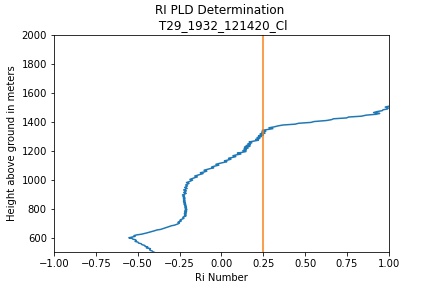 RI PLD Determination
T29_1932_121420_Cl
2000
1800
1600
1400
1200
1000
800
600
Height above ground in meters
−1.00 −0.75 −0.50 −0.25 0.00 0.25 0.50 0.75 1.00
Ri Number